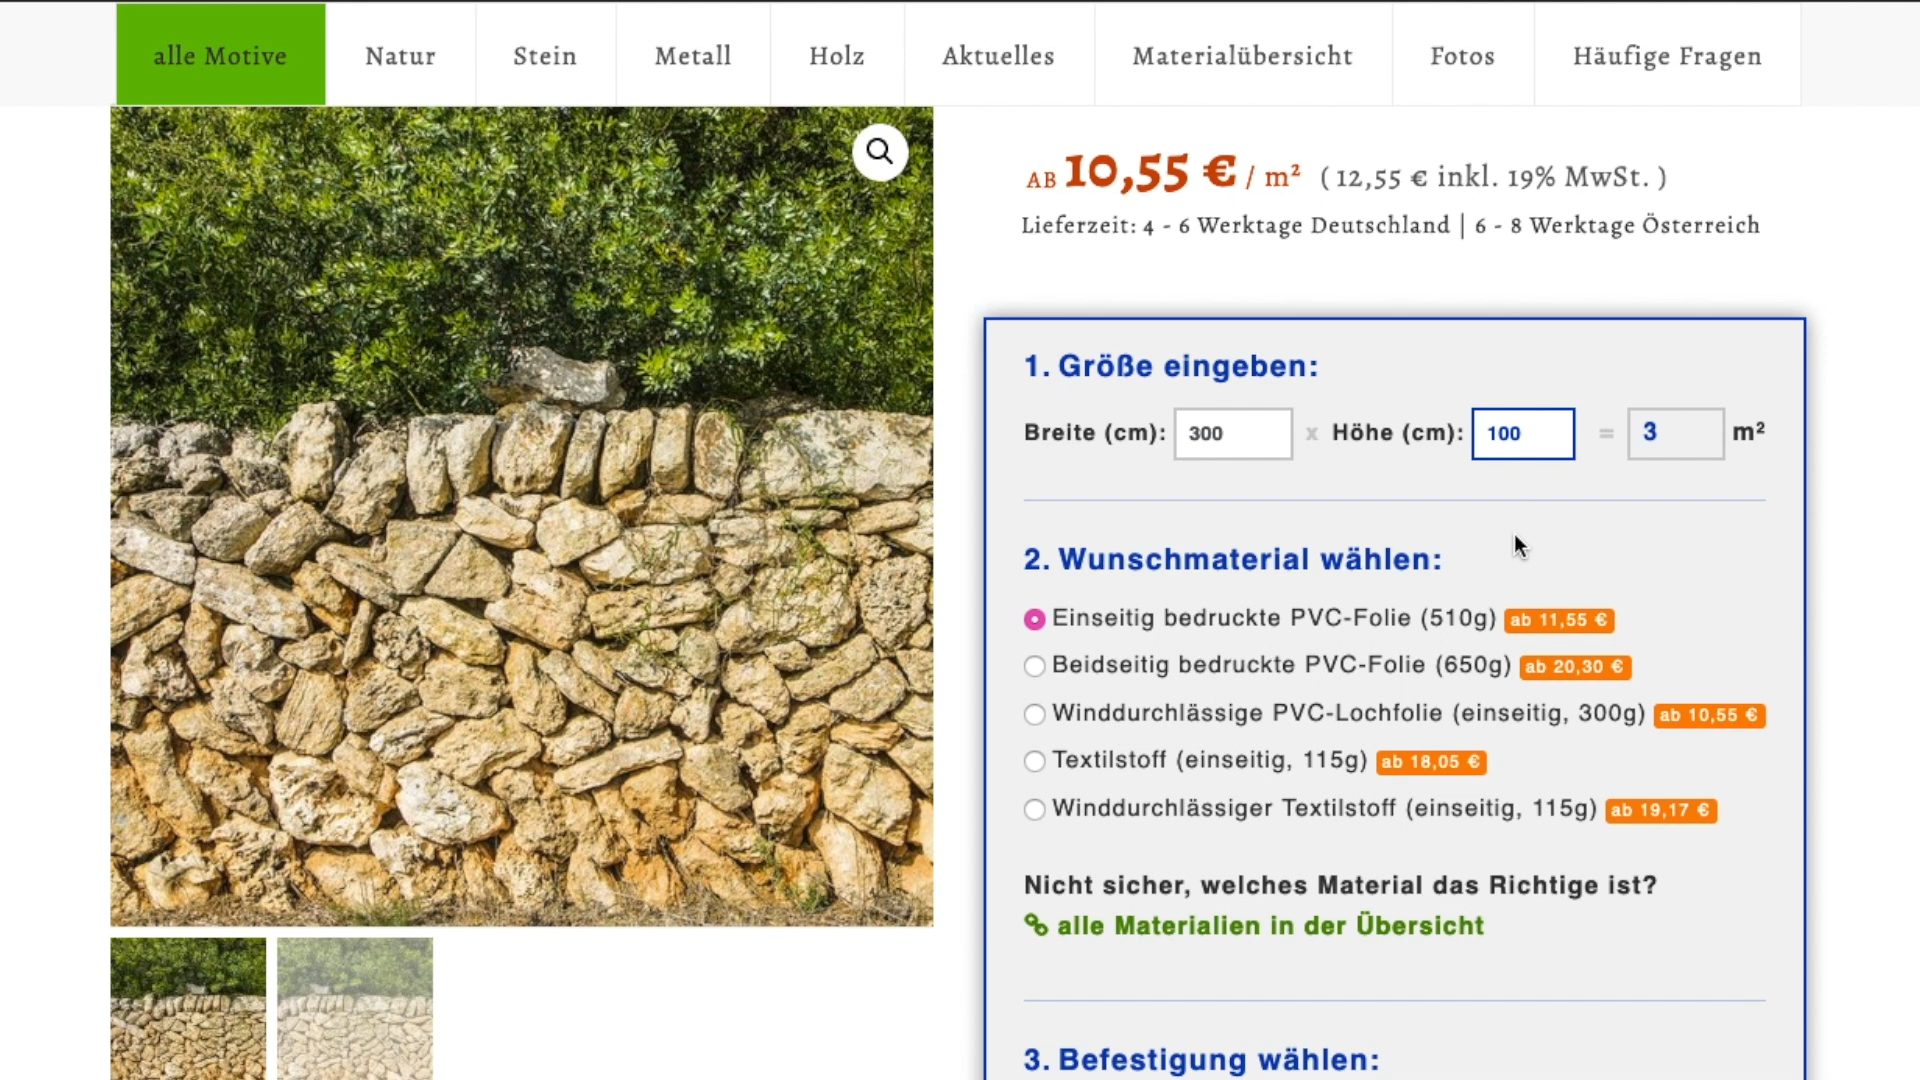 alle Motive Natur Stein Metall Holz Aktuelles Materialübersicht Fotos Häufige Fragen
AB 10,55 € / m² ( 12,55 € inkl. 19% MwSt. )
Lieferzeit: 4 - 6 Werktage Deutschland | 6 - 8 Werktage Österreich
1. Größe eingeben:
Breite (cm): 300 x Höhe (cm): 100 = 3 m²
2. Wunschmaterial wählen:
Einseitig bedruckte PVC-Folie (510g) ab 11,55 €
Beidseitig bedruckte PVC-Folie (650g) ab 20,30 €
Winddurchlässige PVC-Lochfolie (einseitig, 300g) ab 10,55 €
Textilstoff (einseitig, 115g) ab 18,05 €
Winddurchlässiger Textilstoff (einseitig, 115g) ab 19,17 €
Nicht sicher, welches Material das Richtige ist?
alle Materialien in der Übersicht
3. Befestigung wählen: